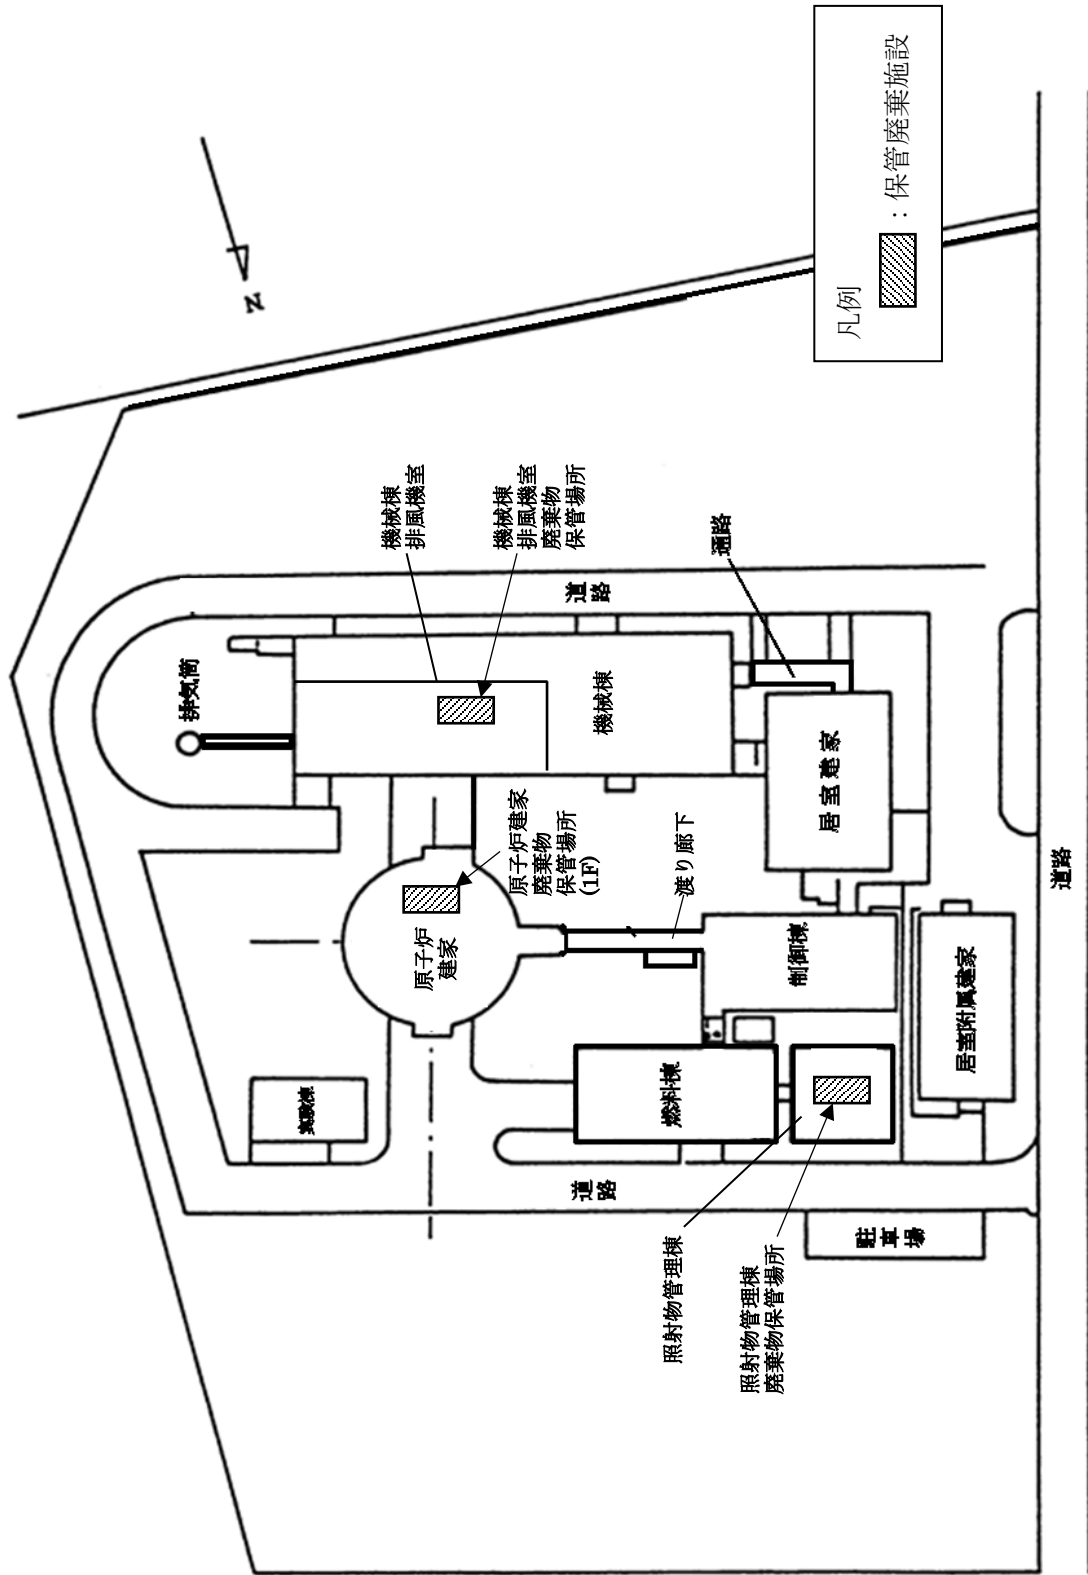 凡例
：保管廃棄施設
N
機械棟
排風機室
機械棟
排風機室
廃棄物
保管場所
通路
道路
排気筒
機械棟
居室建家
原子炉建家
廃棄物
保管場所
(1F)
渡り廊下
原子炉
建家
制御棟
道路
居室附属建家
実験棟
燃料棟
道路
駐車場
照射物管理棟
照射物管理棟
廃棄物保管場所